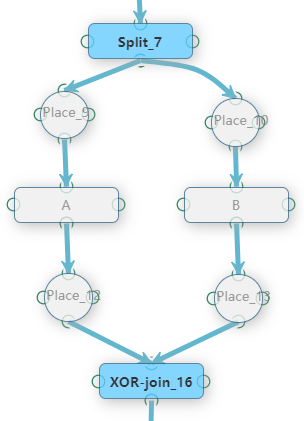 Split_7
Place_9
Place_10
A
B
Place_12
Place_13
XOR-join_16